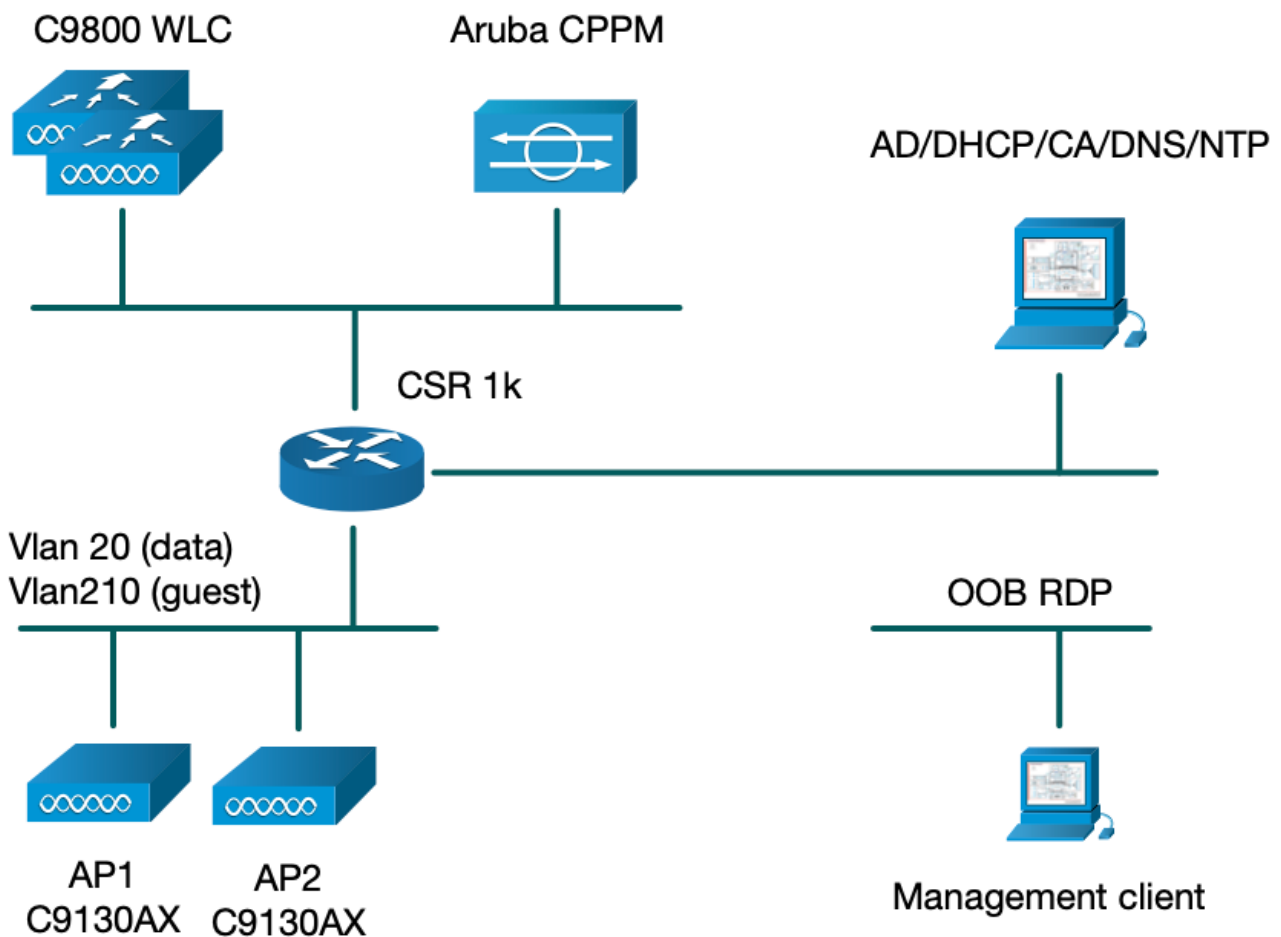 C9800 WLC
Aruba CPPM
AD/DHCP/CA/DNS/NTP
CSR 1k
Vlan 20 (data)
Vlan210 (guest)
OOB RDP
AP1
C9130AX
AP2
C9130AX
Management client